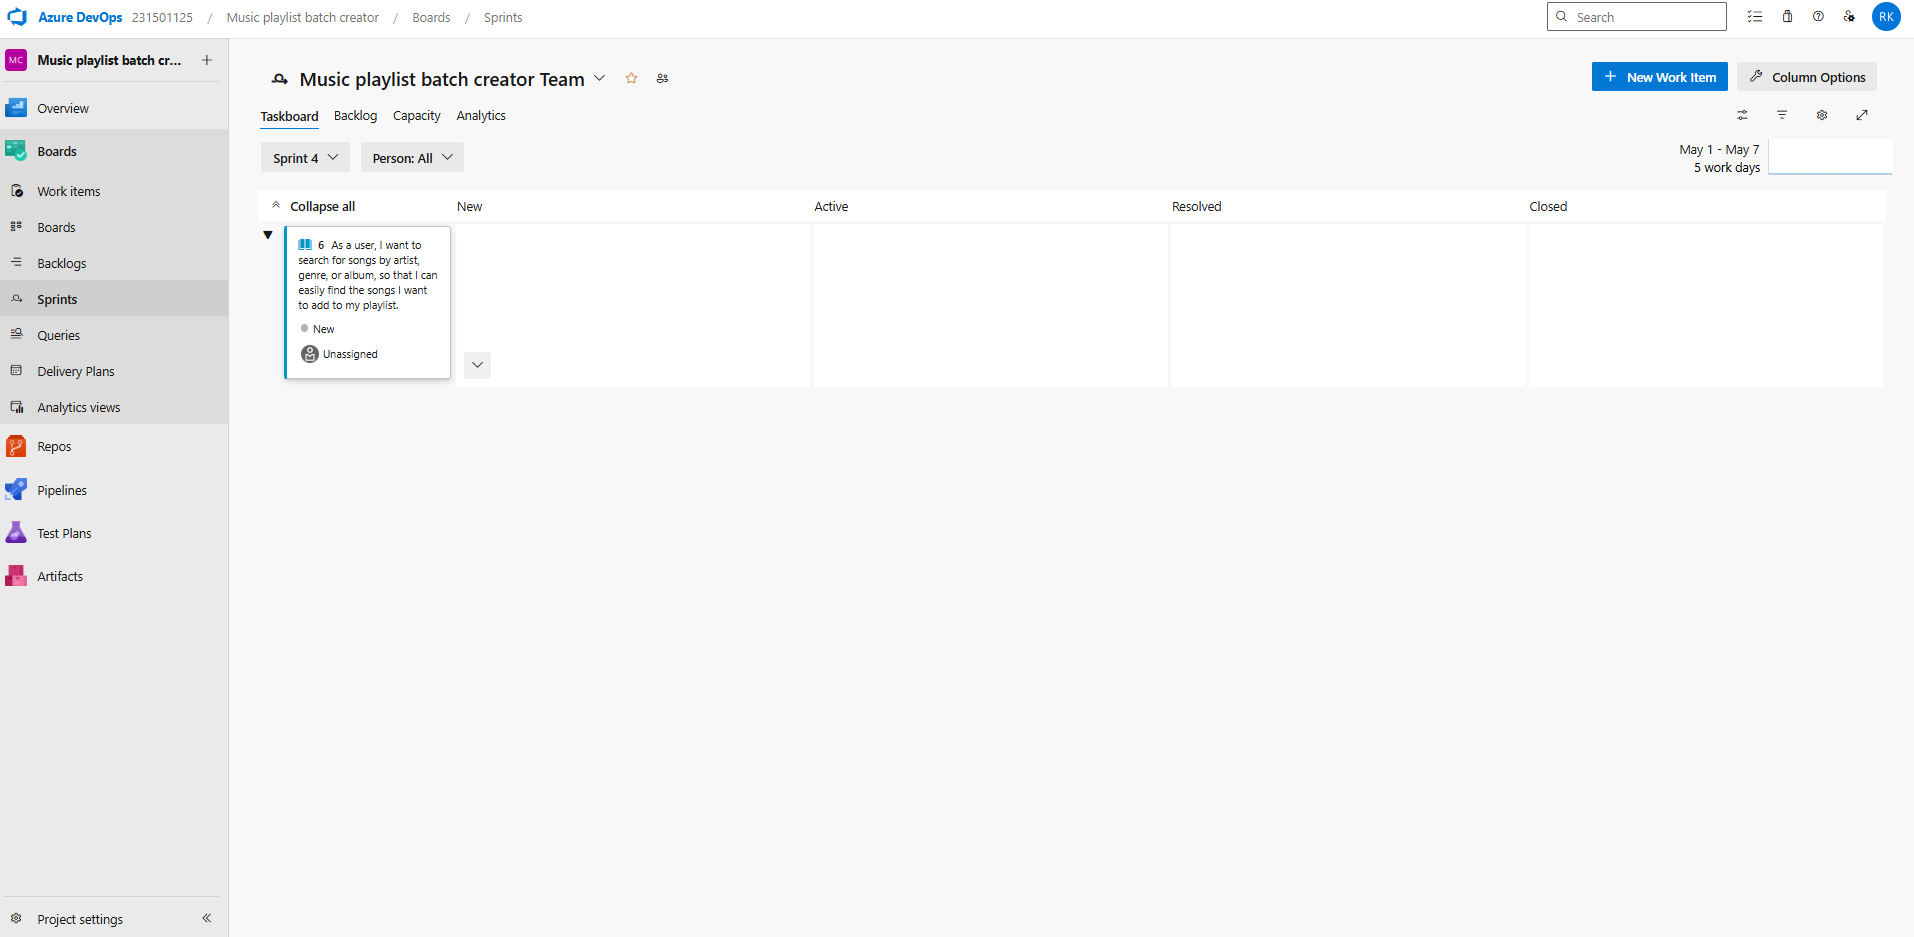 Azure DevOps 231501125 / Music playlist batch creator / Boards / Sprints
Search
RK
MC Music playlist batch cr... +
Overview
Boards
Work items
Boards
Backlogs
Sprints
Queries
Delivery Plans
Analytics views
Repos
Pipelines
Test Plans
Artifacts
Project settings
Music playlist batch creator Team
+ New Work Item
Column Options
Taskboard Backlog Capacity Analytics
Sprint 4 Person: All
May 1 - May 7
5 work days
Collapse all New Active Resolved Closed
6 As a user, I want to
search for songs by artist,
genre, or album, so that I can
easily find the songs I want
to add to my playlist.
New
Unassigned